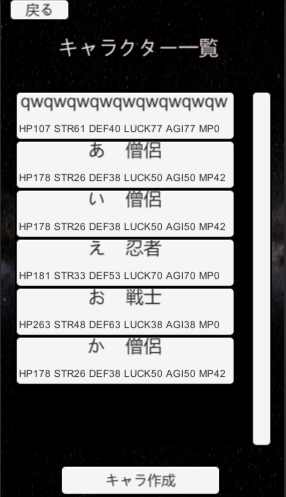 戻る
キャラクター一覧
qwqwqwqwqwqwqwqwqw
HP107 STR61 DEF40 LUCK77 AGI77 MP0
あ　僧侶
HP178 STR26 DEF38 LUCK50 AGI50 MP42
い　僧侶
HP178 STR26 DEF38 LUCK50 AGI50 MP42
え　忍者
HP181 STR33 DEF53 LUCK70 AGI70 MP0
お　戦士
HP263 STR48 DEF63 LUCK38 AGI38 MP0
か　僧侶
HP178 STR26 DEF38 LUCK50 AGI50 MP42
キャラ作成